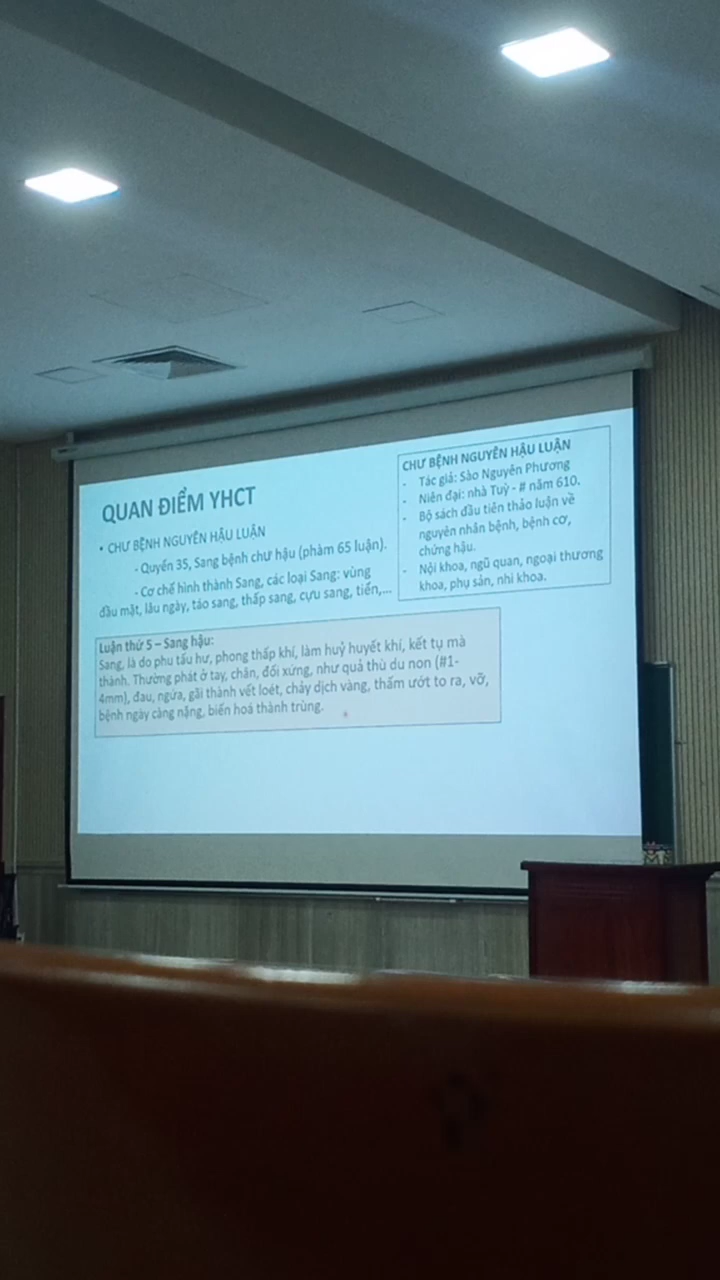 QUAN ĐIỂM YHCT
• CHƯ BỆNH NGUYÊN HẬU LUẬN
- Quyển 35, Sang bệnh chư hậu (phàm 65 luận).
- Cơ chế hình thành Sang, các loại Sang: vùng
đầu mặt, lâu ngày, táo sang, thấp sang, cựu sang, tiển,...
CHƯ BỆNH NGUYÊN HẬU LUẬN
- Tác giả: Sào Nguyên Phương
- Niên đại: nhà Tuỳ - # năm 610.
- Bộ sách đầu tiên thảo luận về
nguyên nhân bệnh, bệnh cơ,
chứng hậu.
- Nội khoa, ngũ quan, ngoại thương
khoa, phụ sản, nhi khoa.
Luận thứ 5 – Sang hậu:
Sang, là do phu tấu hư, phong thấp khí, làm huỷ huyết khí, kết tụ mà
thành. Thường phát ở tay, chân, đối xứng, như quả thù du non (#1-
4mm), đau, ngứa, gãi thành vết loét, chảy dịch vàng, thấm ướt to ra, vỡ,
bệnh ngày càng nặng, biến hoá thành trùng.